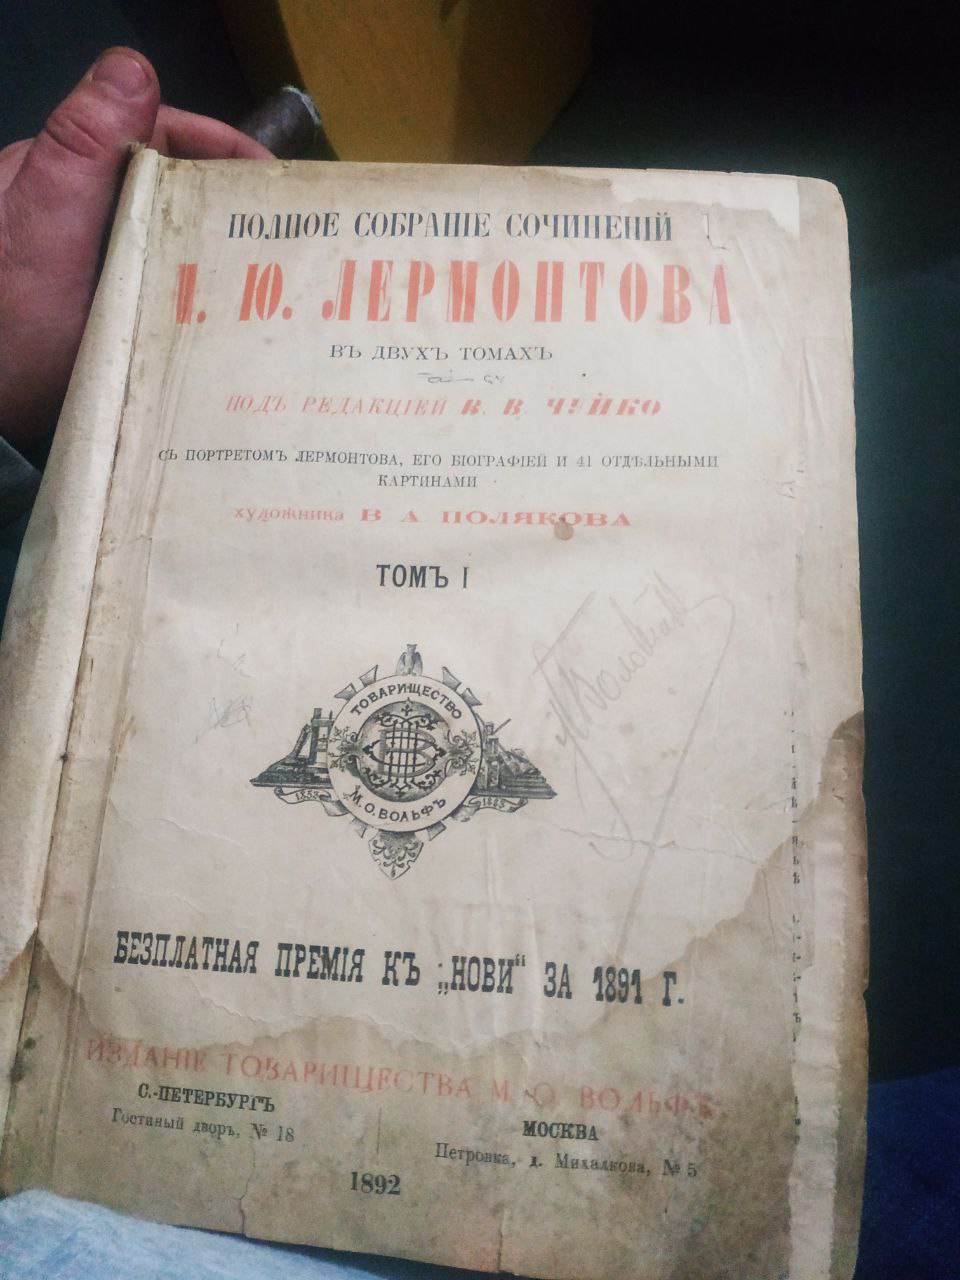 ПОЛНОЕ СОБРАНІЕ СОЧИНЕНІЙ
М. Ю. ЛЕРМОНТОВА
ВЪ ДВУХЪ ТОМАХЪ
ПОДЪ РЕДАКЦІЕЙ В. В. ЧУЙКО
СЪ ПОРТРЕТОМЪ ЛЕРМОНТОВА, ЕГО БІОГРАФІЕЙ И 41 ОТДѢЛЬНЫМИ
КАРТИНАМИ
художника В А ПОЛЯКОВА
ТОМЪ I
ТОВАРИЩЕСТВО
М. О. ВОЛЬФЪ
1853
1883
БЕЗПЛАТНАЯ ПРЕМІЯ КЪ „НОВИ“ ЗА 1891 Г.
ИЗДАНІЕ ТОВАРИЩЕСТВА М. О. ВОЛЬФЪ
С.-ПЕТЕРБУРГЪ
Гостиный дворъ, № 18
МОСКВА
Петровка, д. Михалкова, № 5
1892